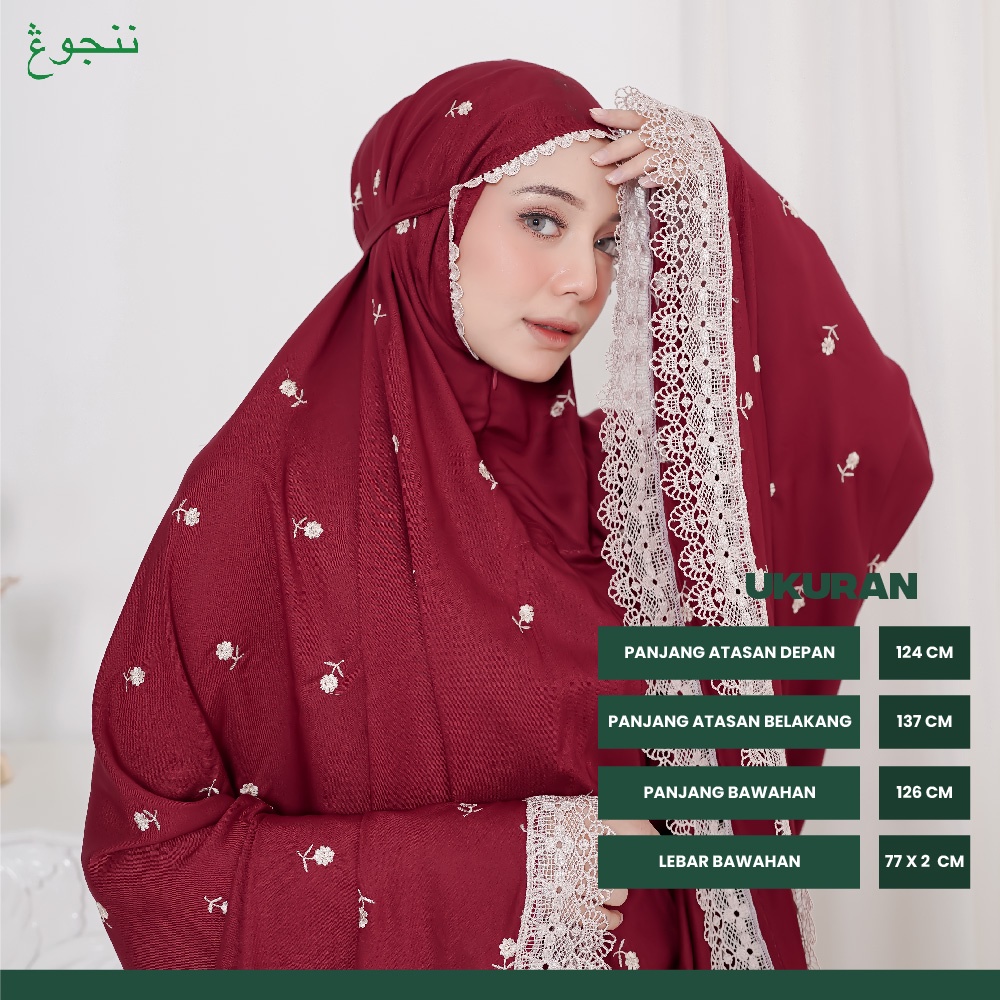 ننجوڠ
UKURAN
PANJANG ATASAN DEPAN 124 CM
PANJANG ATASAN BELAKANG 137 CM
PANJANG BAWAHAN 126 CM
LEBAR BAWAHAN 77 X 2 CM